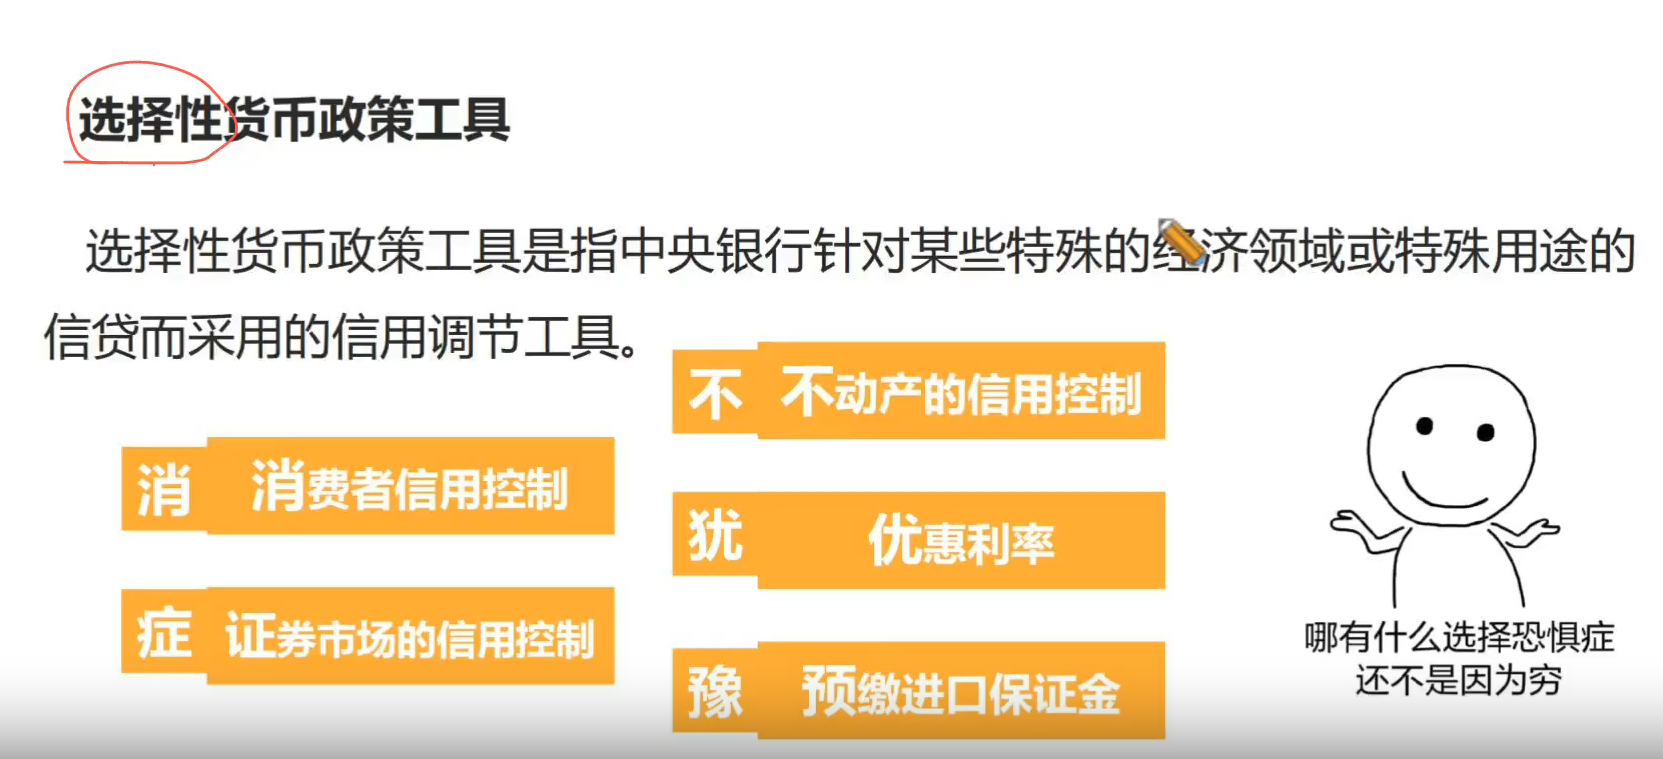 选择性货币政策工具
选择性货币政策工具是指中央银行针对某些特殊的经济领域或特殊用途的
信贷而采用的信用调节工具。
消 消费者信用控制
症 证券市场的信用控制
不 不动产的信用控制
犹 优惠利率
豫 预缴进口保证金
哪有什么选择恐惧症
还不是因为穷